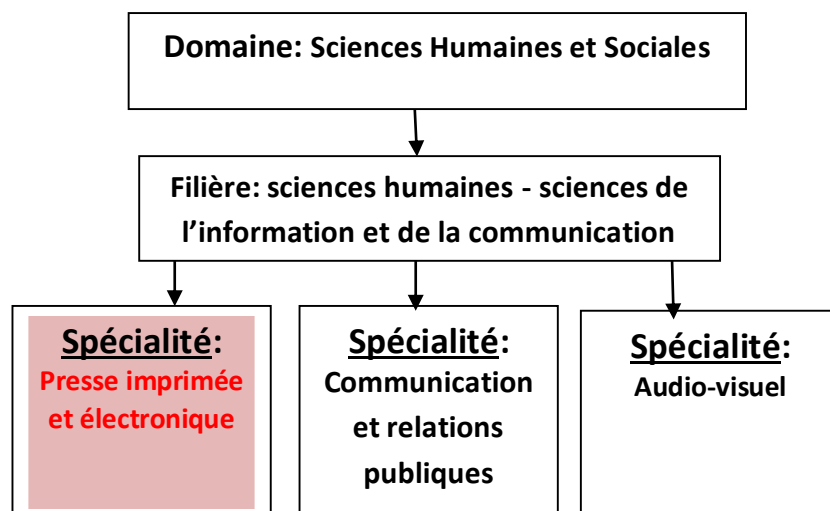 Domaine: Sciences Humaines et Sociales
Filière: sciences humaines - sciences de
l’information et de la communication
Spécialité:
Presse imprimée
et électronique
Spécialité:
Communication
et relations
publiques
Spécialité:
Audio-visuel